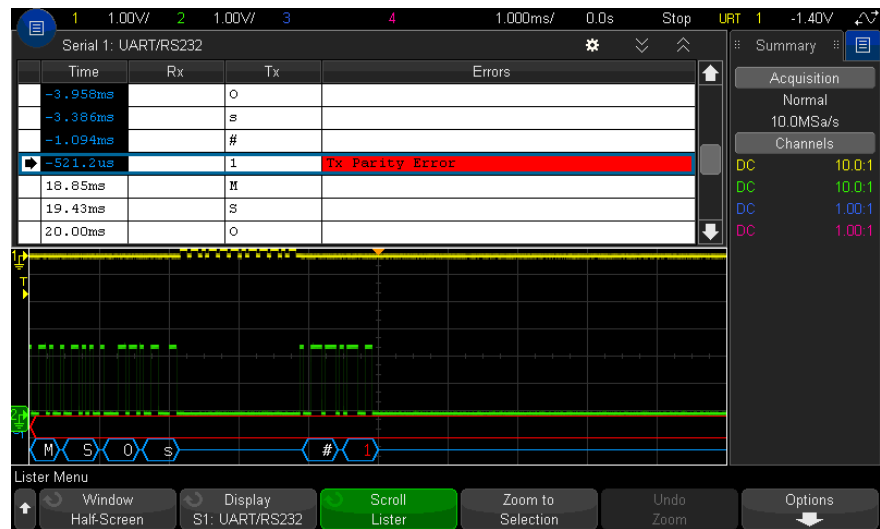 1 1.00V/ 2 1.00V/ 3 4 1.000ms/ 0.0s Stop URT 1 -1.40V
Serial 1: UART/RS232
Summary
Time Rx Tx Errors
-3.958ms O
-3.386ms s
-1.094ms #
-521.2us 1 Tx Parity Error
18.85ms M
19.43ms S
20.00ms O
Acquisition
Normal
10.0MSa/s
Channels
DC 10.0:1
DC 10.0:1
DC 1.00:1
DC 1.00:1
1
T
2
M S O s # 1
Lister Menu
Window
Half-Screen
Display
S1: UART/RS232
Scroll
Lister
Zoom to
Selection
Undo
Zoom
Options